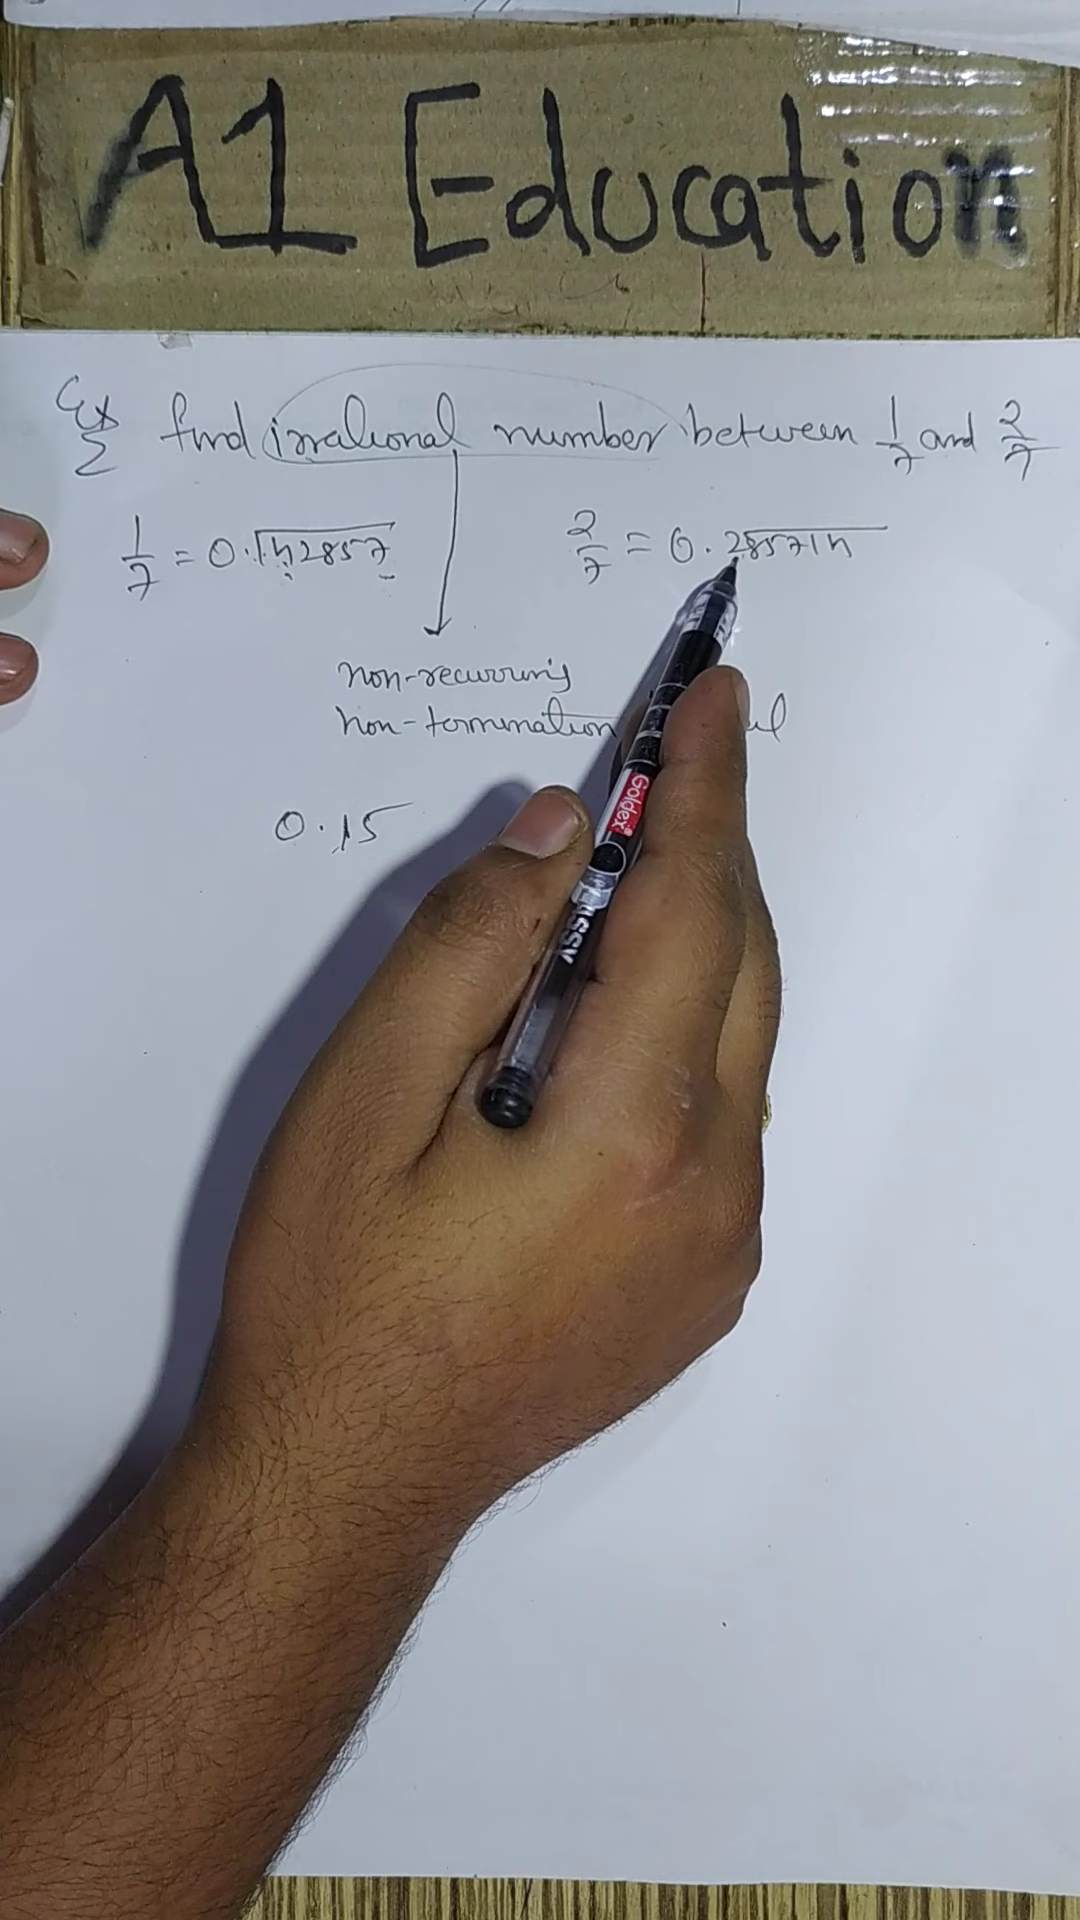 A1 Education
Ex find irrational number between 1/7 and 2/7
1/7 = 0.142857
2/7 = 0.285714
non-recurring
non-termination
0.15
Goldex